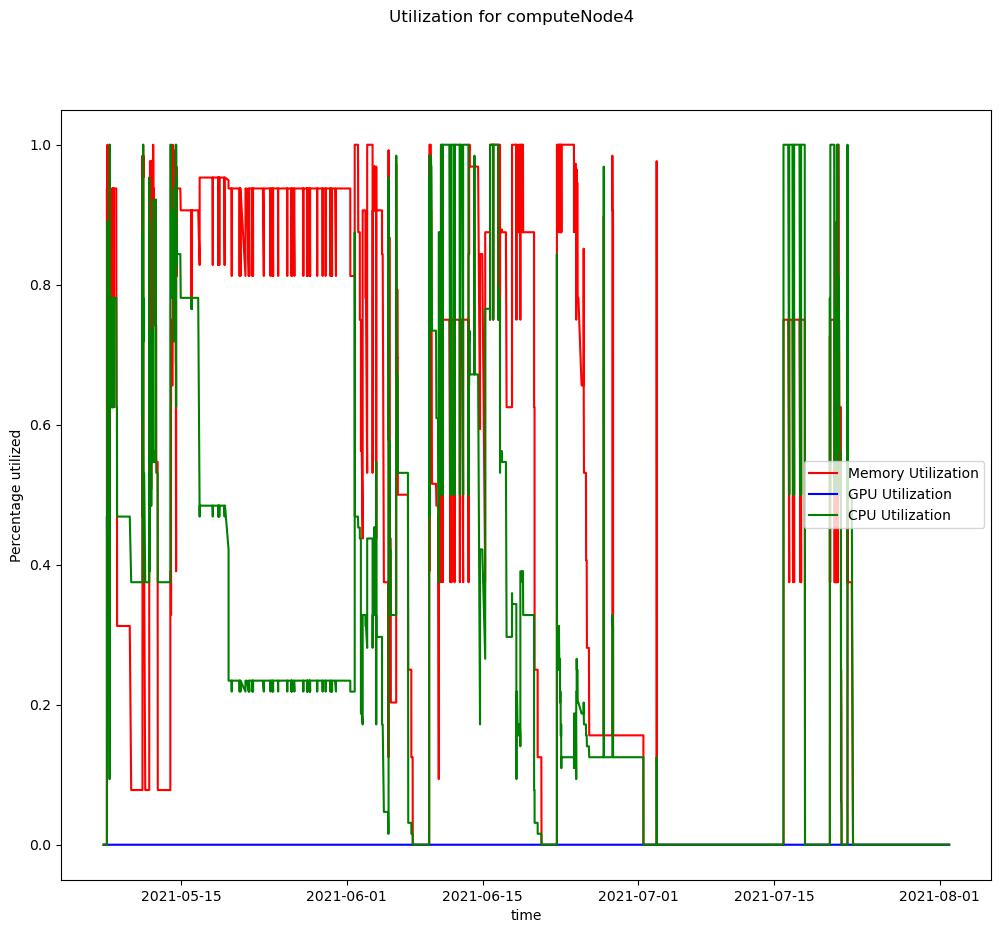 Utilization for computeNode4
1.0
0.8
0.6
0.4
0.2
0.0
Percentage utilized
Memory Utilization
GPU Utilization
CPU Utilization
2021-05-15
2021-06-01
2021-06-15
2021-07-01
2021-07-15
2021-08-01
time